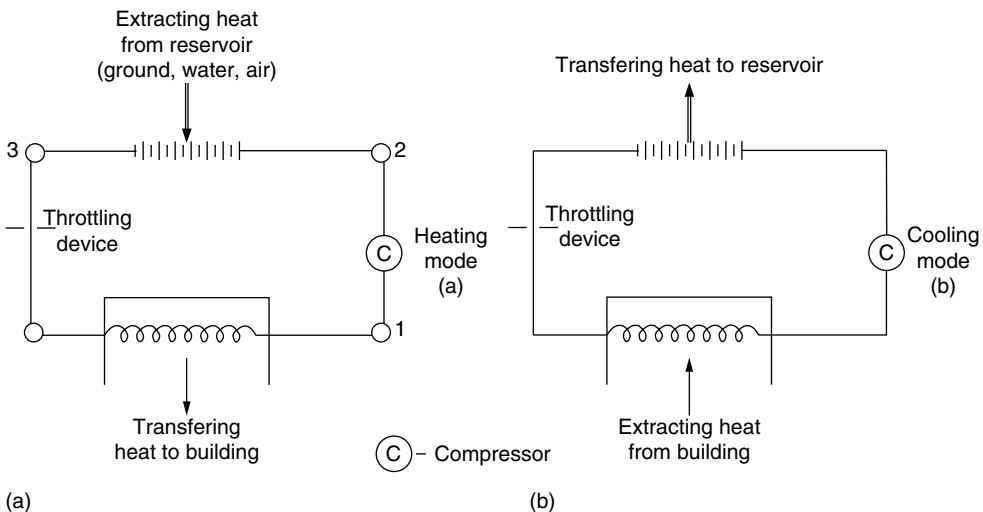 Extracting heat
from reservoir
(ground, water, air)
3
2
Throttling
device
C
Heating
mode
(a)
1
Transfering
heat to building
C – Compressor
(a)
Transfering heat to reservoir
Throttling
device
C
Cooling
mode
(b)
Extracting heat
from building
(b)